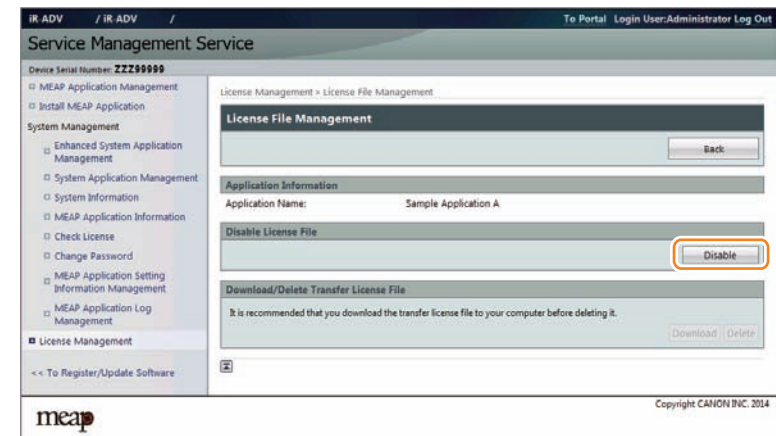 iR-ADV / iR-ADV /
To Portal Login User:Administrator Log Out
Service Management Service
Device Serial Number: ZZZ99999
MEAP Application Management
Install MEAP Application
System Management
Enhanced System Application
Management
System Application Management
System Information
MEAP Application Information
Check License
Change Password
MEAP Application Setting
Information Management
MEAP Application Log
Management
License Management
<< To Register/Update Software
License Management > License File Management
License File Management
Back
Application Information
Application Name: Sample Application A
Disable License File
Disable
Download/Delete Transfer License File
It is recommended that you download the transfer license file to your computer before deleting it.
Download Delete
meap
Copyright CANON INC. 2014